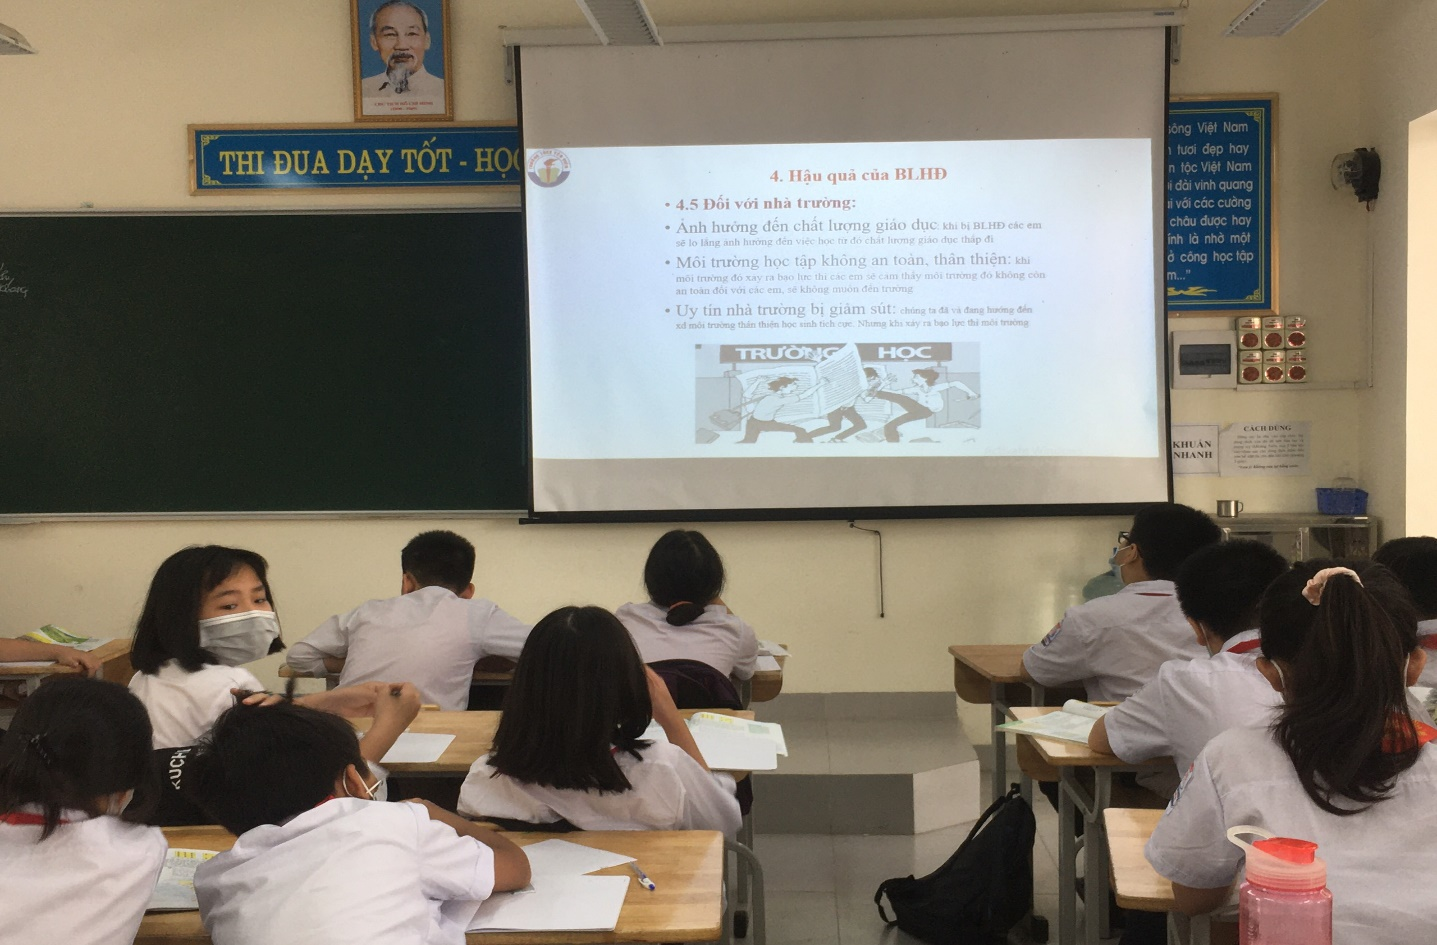 CHỦ TỊCH HỒ CHÍ MINH
THI ĐUA DẠY TỐT - HỌC
sông Việt Nam
tươi đẹp hay
tộc Việt Nam
đài vinh quang
với các cường
châu được hay
là nhờ một
công học tập
4. Hậu quả của BLHĐ
• 4.5 Đối với nhà trường:
• Ảnh hưởng đến chất lượng giáo dục: khi bị BLHĐ các em
sẽ lo lắng ảnh hưởng đến việc học từ đó chất lượng giáo dục thấp đi
• Môi trường học tập không an toàn, thân thiện: khi
môi trường đó xảy ra bạo lực thì các em sẽ cảm thấy môi trường đó không còn
an toàn đối với các em, sẽ không muốn đến trường
• Uy tín nhà trường bị giảm sút: chúng ta đã và đang hướng đến
xd môi trường thân thiện học sinh tích cực. Nhưng khi xảy ra bạo lực thì môi trường
TRƯỜNG HỌC
KHUẨN
NHANH
CÁCH DÙNG